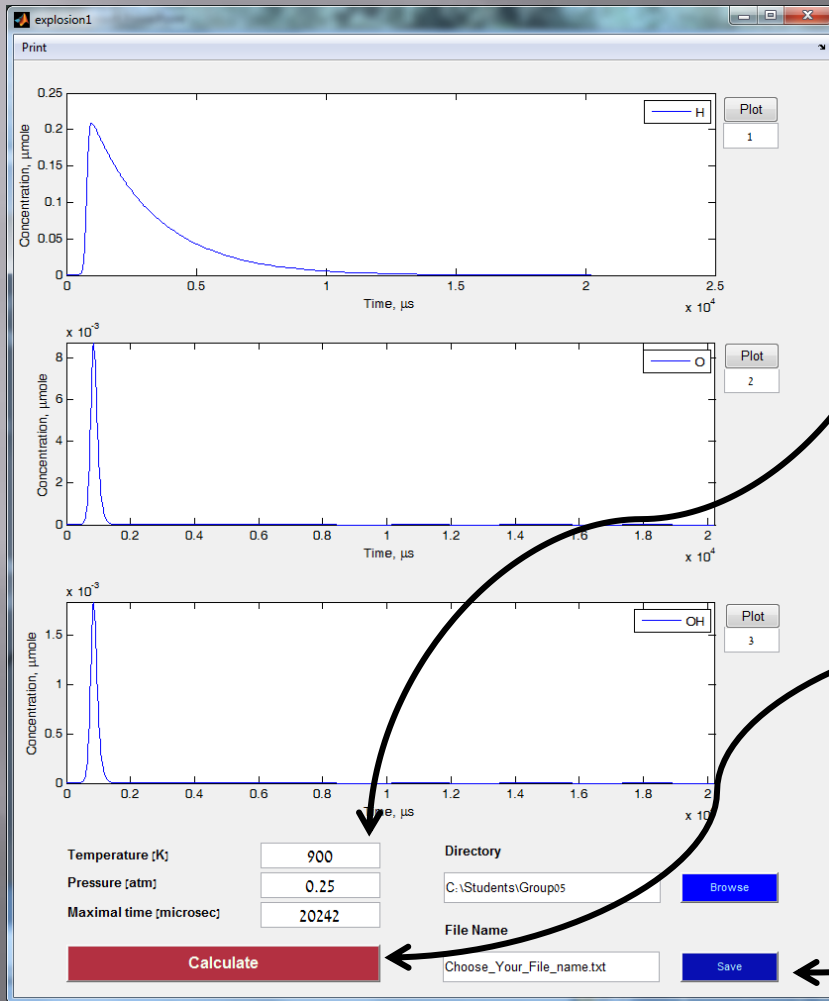 explosion1
Print
0.25
0.2
0.15
0.1
0.05
0
Concentration, µmole
H
Plot
1
0 0.5 1 1.5 2 2.5
Time, µs
x 10⁴
x 10⁻³
8
6
4
2
0
Concentration, µmole
O
Plot
2
0 0.2 0.4 0.6 0.8 1 1.2 1.4 1.6 1.8 2
Time, µs
x 10⁴
x 10⁻³
1.5
1
0.5
0
Concentration, µmole
OH
Plot
3
0 0.2 0.4 0.6 0.8 1 1.2 1.4 1.6 1.8 2
µs
x 10
Temperature [K] 900
Pressure [atm] 0.25
Maximal time [microsec] 20242
Calculate
Directory
C:\Students\Group05 Browse
File Name
Choose_Your_File_name.txt Save